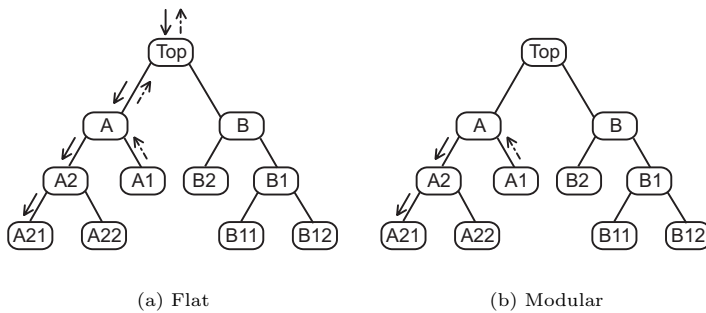 Top Top
A B A B
A2 A1 B2 B1 A2 A1 B2 B1
A21 A22 B11 B12 A21 A22 B11 B12
(a) Flat (b) Modular